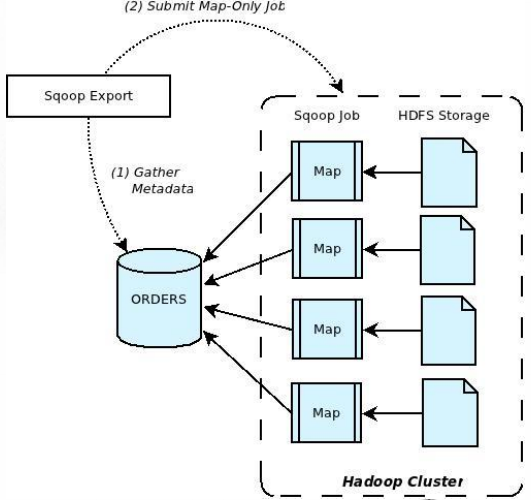 (2) Submit Map-Only Job
Sqoop Export
Sqoop Job
HDFS Storage
(1) Gather
Metadata
Map
Map
ORDERS
Map
Map
Hadoop Cluster